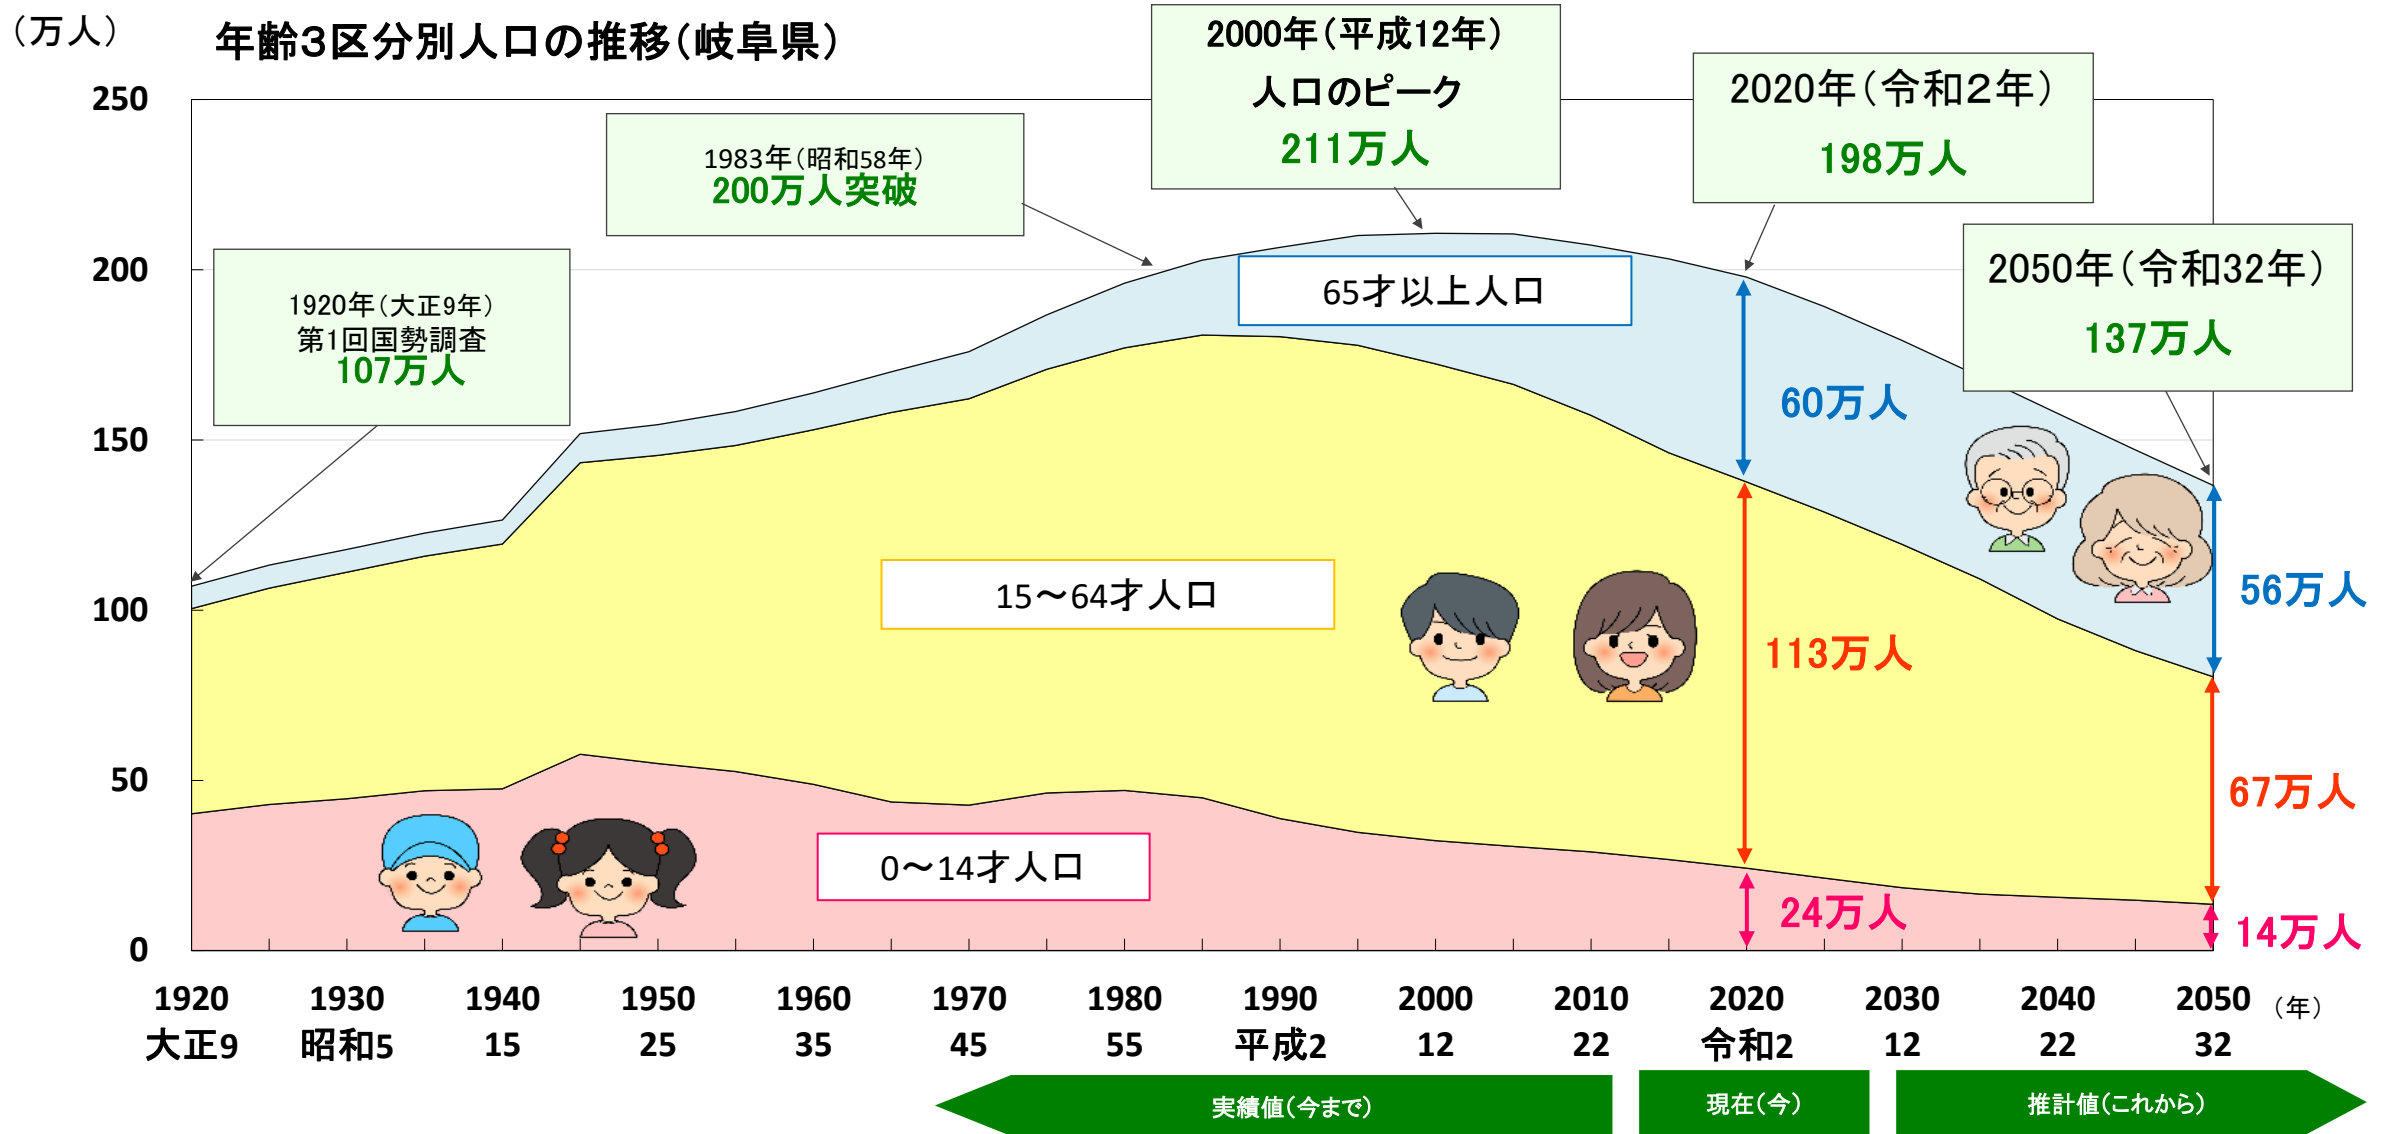 （万人）
年齢３区分別人口の推移（岐阜県）
2000年（平成12年）
人口のピーク
211万人
2020年（令和２年）
198万人
1983年（昭和58年）
200万人突破
2050年（令和32年）
137万人
1920年（大正9年）
第1回国勢調査
107万人
250
200
150
100
50
0
65才以上人口
15～64才人口
0～14才人口
60万人
113万人
24万人
56万人
67万人
14万人
1920 1930 1940 1950 1960 1970 1980 1990 2000 2010 2020 2030 2040 2050 （年）
大正9 昭和5 15 25 35 45 55 平成2 12 22 令和2 12 22 32
実績値（今まで） 現在（今） 推計値（これから）